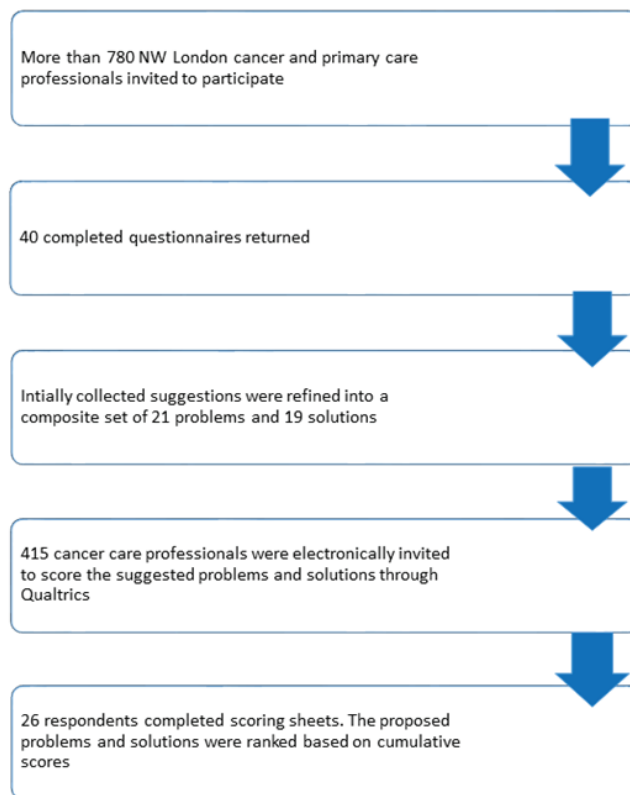 More than 780 NW London cancer and primary care
professionals invited to participate
40 completed questionnaires returned
Intially collected suggestions were refined into a
composite set of 21 problems and 19 solutions
415 cancer care professionals were electronically invited
to score the suggested problems and solutions through
Qualtrics
26 respondents completed scoring sheets. The proposed
problems and solutions were ranked based on cumulative
scores